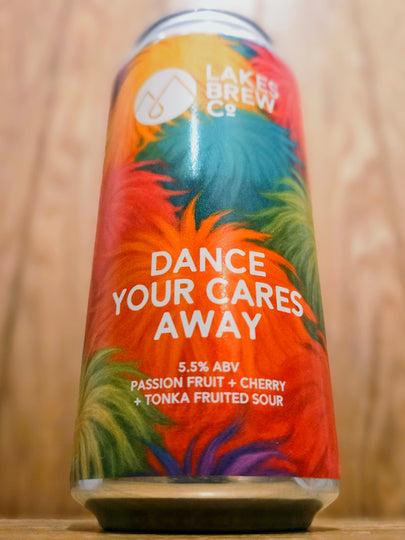 LAKES
BREW
Cº
DANCE
YOUR CARES
AWAY
5.5% ABV
PASSION FRUIT + CHERRY
+ TONKA FRUITED SOUR